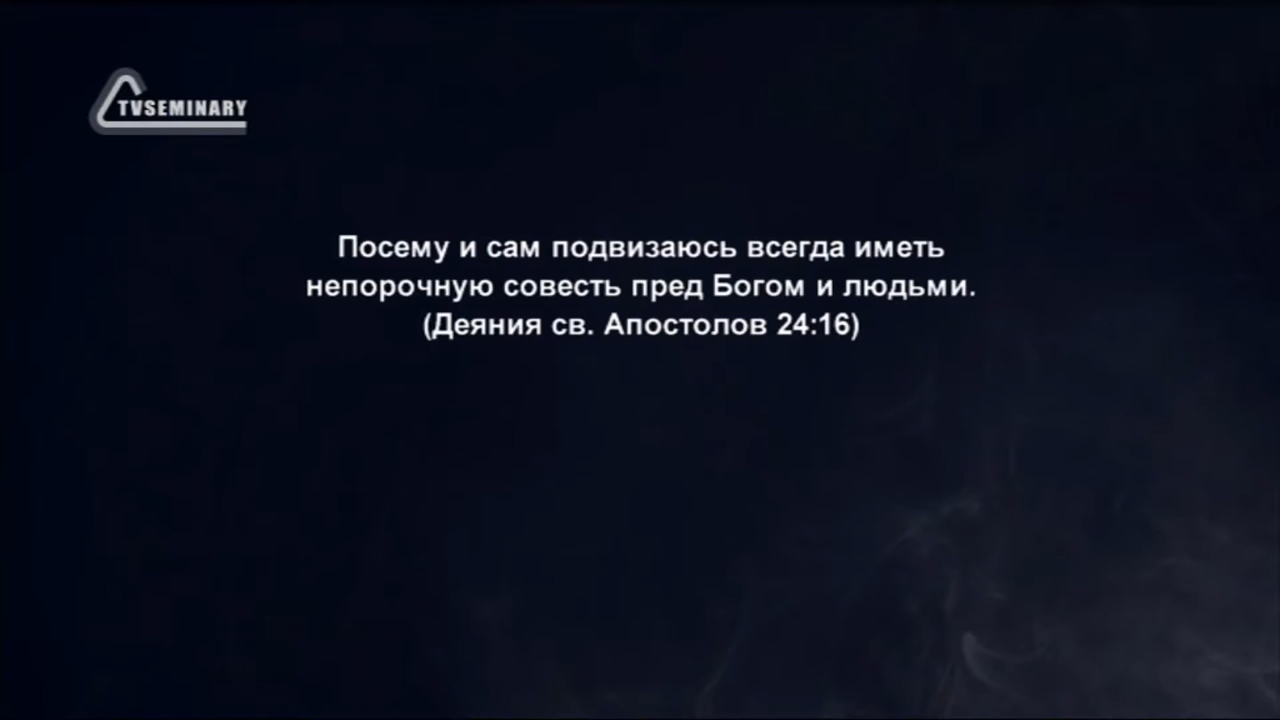 TVSEMINARY
Посему и сам подвизаюсь всегда иметь
непорочную совесть пред Богом и людьми.
(Деяния св. Апостолов 24:16)